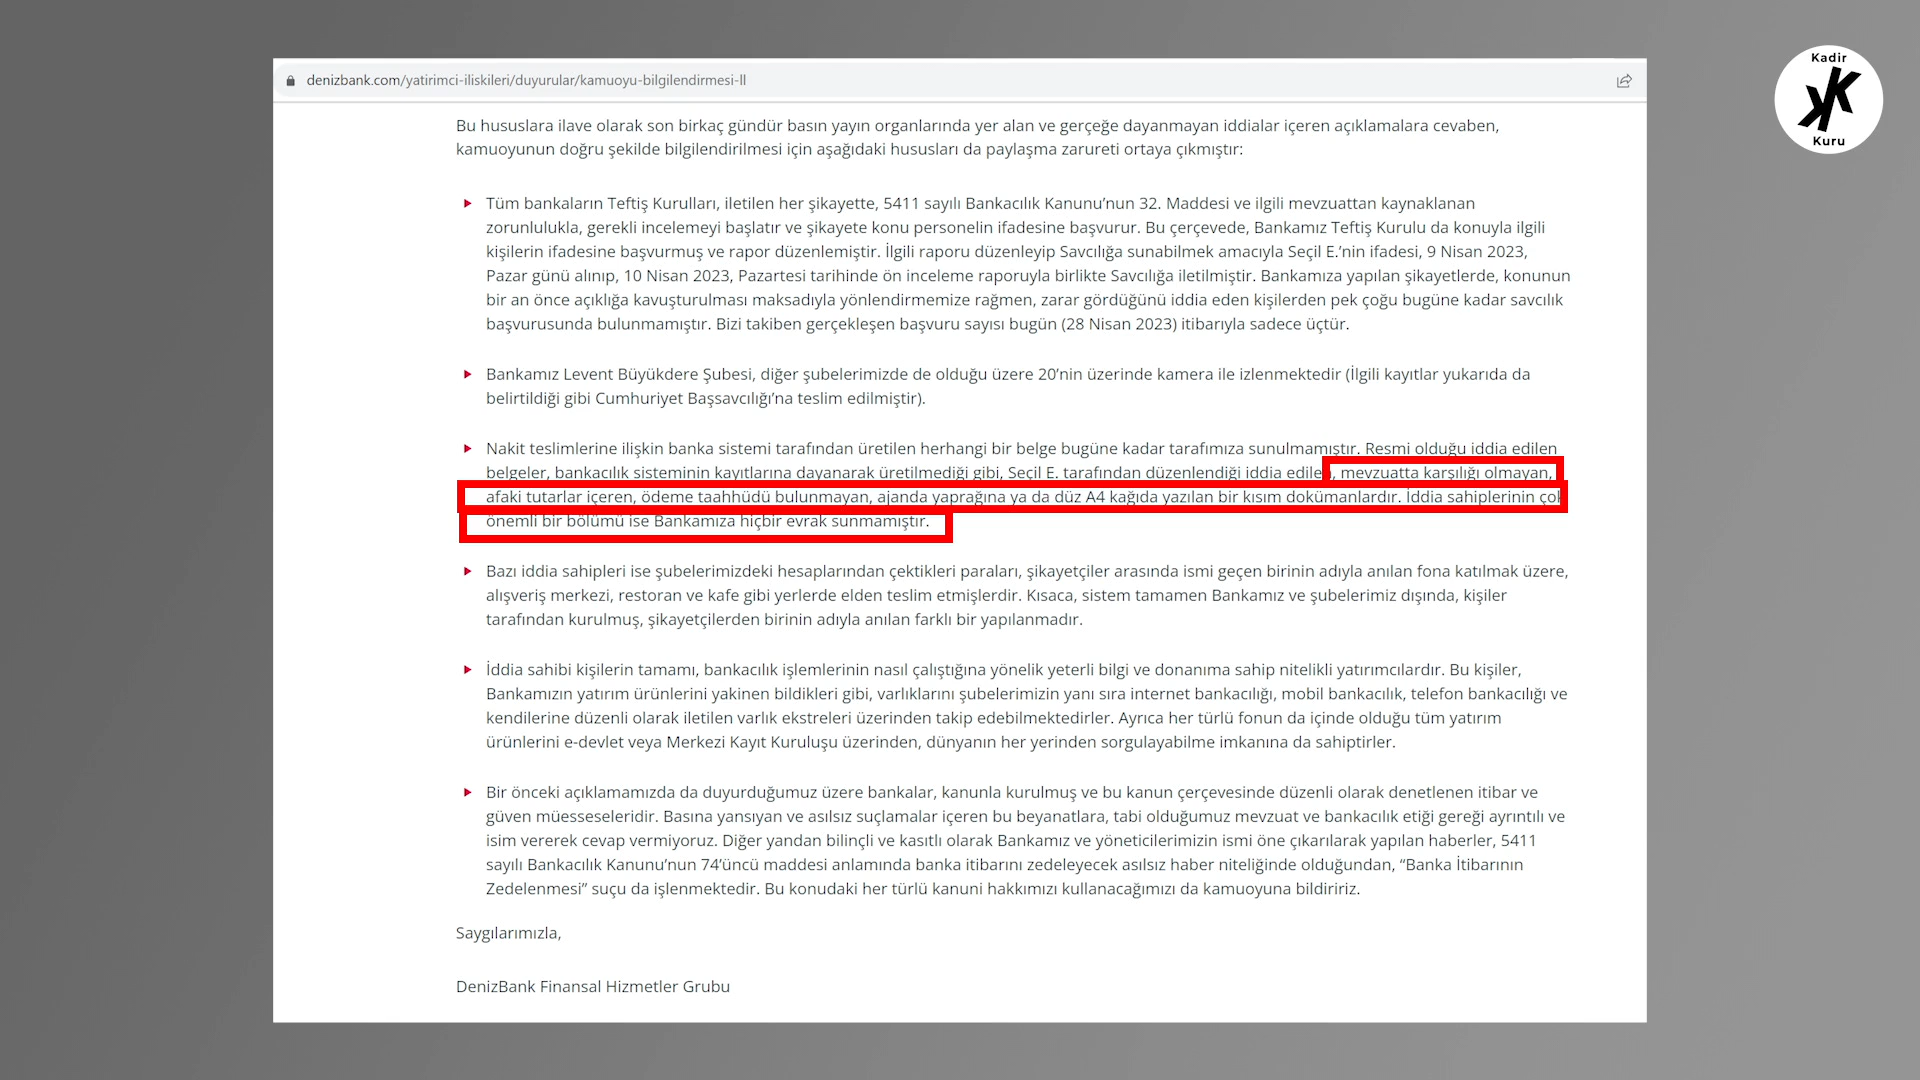 denizbank.com/yatirimci-iliskileri/duyurular/kamuoyu-bilgilendirmesi-ll
Kadir
KK
Kuru
Bu hususlara ilave olarak son birkaç gündür basın yayın organlarında yer alan ve gerçeğe dayanmayan iddialar içeren açıklamalara cevaben,
kamuoyunun doğru şekilde bilgilendirilmesi için aşağıdaki hususları da paylaşma zarureti ortaya çıkmıştır:
Tüm bankaların Teftiş Kurulları, iletilen her şikayette, 5411 sayılı Bankacılık Kanunu’nun 32. Maddesi ve ilgili mevzuattan kaynaklanan
zorunlulukla, gerekli incelemeyi başlatır ve şikayete konu personelin ifadesine başvurur. Bu çerçevede, Bankamız Teftiş Kurulu da konuyla ilgili
kişilerin ifadesine başvurmuş ve rapor düzenlemiştir. İlgili raporu düzenleyip Savcılığa sunabilmek amacıyla Seçil E.’nin ifadesi, 9 Nisan 2023,
Pazar günü alınıp, 10 Nisan 2023, Pazartesi tarihinde ön inceleme raporuyla birlikte Savcılığa iletilmiştir. Bankamıza yapılan şikayetlerde, konunun
bir an önce açıklığa kavuşturulması maksadıyla yönlendirmemize rağmen, zarar gördüğünü iddia eden kişilerden pek çoğu bugüne kadar savcılık
başvurusunda bulunmamıştır. Bizi takiben gerçekleşen başvuru sayısı bugün (28 Nisan 2023) itibarıyla sadece üçtür.
Bankamız Levent Büyükdere Şubesi, diğer şubelerimizde de olduğu üzere 20’nin üzerinde kamera ile izlenmektedir (İlgili kayıtlar yukarıda da
belirtildiği gibi Cumhuriyet Başsavcılığı’na teslim edilmiştir).
Nakit teslimlerine ilişkin banka sistemi tarafından üretilen herhangi bir belge bugüne kadar tarafımıza sunulmamıştır. Resmi olduğu iddia edilen
belgeler, bankacılık sisteminin kayıtlarına dayanarak üretilmediği gibi, Seçil E. tarafından düzenlendiği iddia edilen, mevzuatta karşılığı olmayan,
afaki tutarlar içeren, ödeme taahhüdü bulunmayan, ajanda yaprağına ya da düz A4 kağıda yazılan bir kısım dokümanlardır. İddia sahiplerinin çok
önemli bir bölümü ise Bankamıza hiçbir evrak sunmamıştır.
Bazı iddia sahipleri ise şubelerimizdeki hesaplarından çektikleri paraları, şikayetçiler arasında ismi geçen birinin adıyla anılan fona katılmak üzere,
alışveriş merkezi, restoran ve kafe gibi yerlerde elden teslim etmişlerdir. Kısaca, sistem tamamen Bankamız ve şubelerimiz dışında, kişiler
tarafından kurulmuş, şikayetçilerden birinin adıyla anılan farklı bir yapılanmadır.
İddia sahibi kişilerin tamamı, bankacılık işlemlerinin nasıl çalıştığına yönelik yeterli bilgi ve donanıma sahip nitelikli yatırımcılardır. Bu kişiler,
Bankamızın yatırım ürünlerini yakinen bildikleri gibi, varlıklarını şubelerimizin yanı sıra internet bankacılığı, mobil bankacılık, telefon bankacılığı ve
kendilerine düzenli olarak iletilen varlık ekstreleri üzerinden takip edebilmektedirler. Ayrıca her türlü fonun da içinde olduğu tüm yatırım
ürünlerini e-devlet veya Merkezi Kayıt Kuruluşu üzerinden, dünyanın her yerinden sorgulayabilme imkanına da sahiptirler.
Bir önceki açıklamamızda da duyurduğumuz üzere bankalar, kanunla kurulmuş ve bu kanun çerçevesinde düzenli olarak denetlenen itibar ve
güven müesseseleridir. Basına yansıyan ve asılsız suçlamalar içeren bu beyanatlara, tabi olduğumuz mevzuat ve bankacılık etiği gereği ayrıntılı ve
isim vererek cevap vermiyoruz. Diğer yandan bilinçli ve kasıtlı olarak Bankamız ve yöneticilerimizin ismi öne çıkarılarak yapılan haberler, 5411
sayılı Bankacılık Kanunu’nun 74’üncü maddesi anlamında banka itibarını zedeleyecek asılsız haber niteliğinde olduğundan, “Banka İtibarının
Zedelenmesi” suçu da işlenmektedir. Bu konudaki her türlü kanuni hakkımızı kullanacağımızı da kamuoyuna bildiririz.
Saygılarımızla,
DenizBank Finansal Hizmetler Grubu